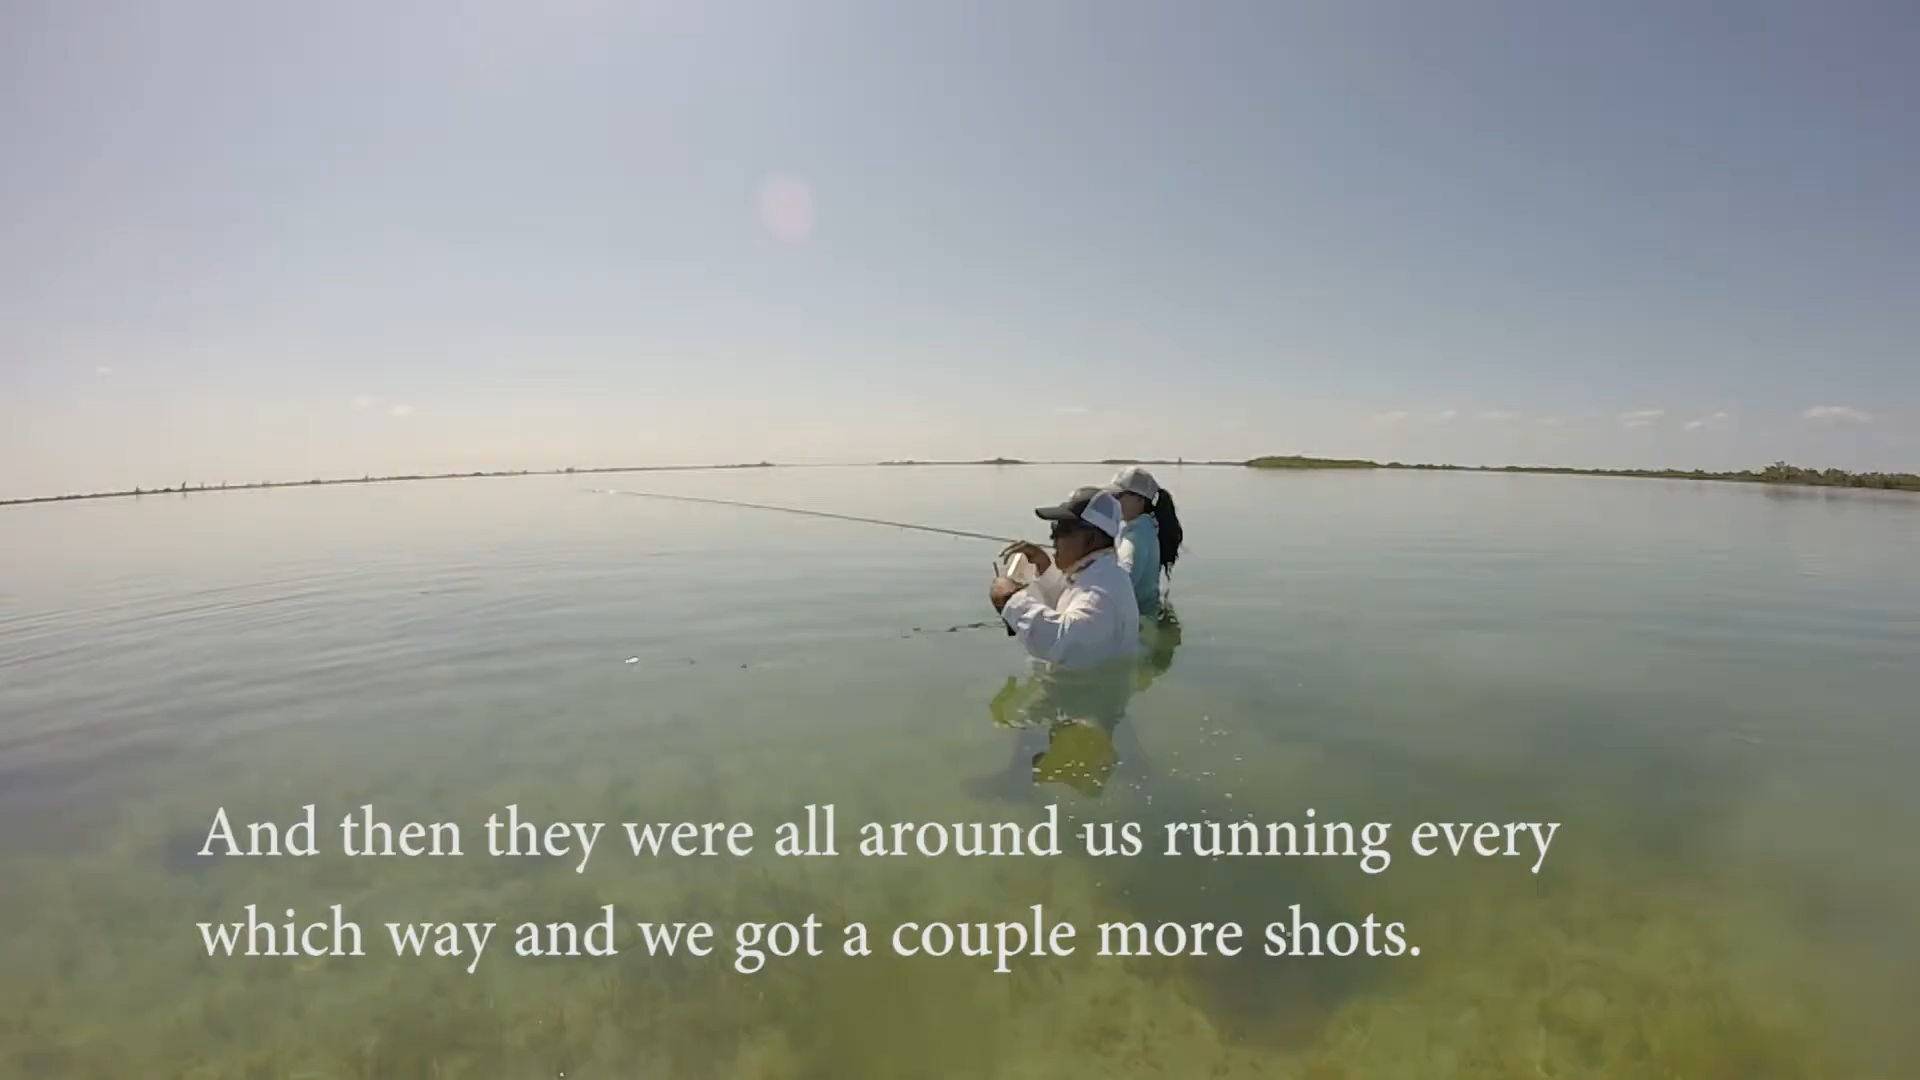 And then they were all around us running every
which way and we got a couple more shots.